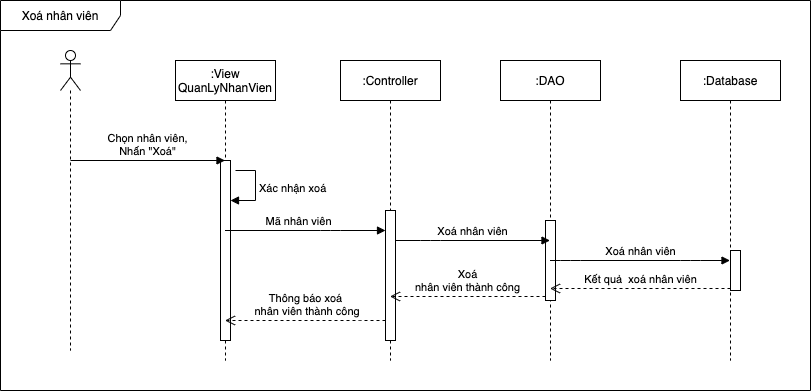 Xoá nhân viên
:View
QuanLyNhanVien
:Controller
:DAO
:Database
Chọn nhân viên,
Nhấn "Xoá"
Xác nhận xoá
Mã nhân viên
Xoá nhân viên
Xoá nhân viên
Kết quả xoá nhân viên
Xoá
nhân viên thành công
Thông báo xoá
nhân viên thành công